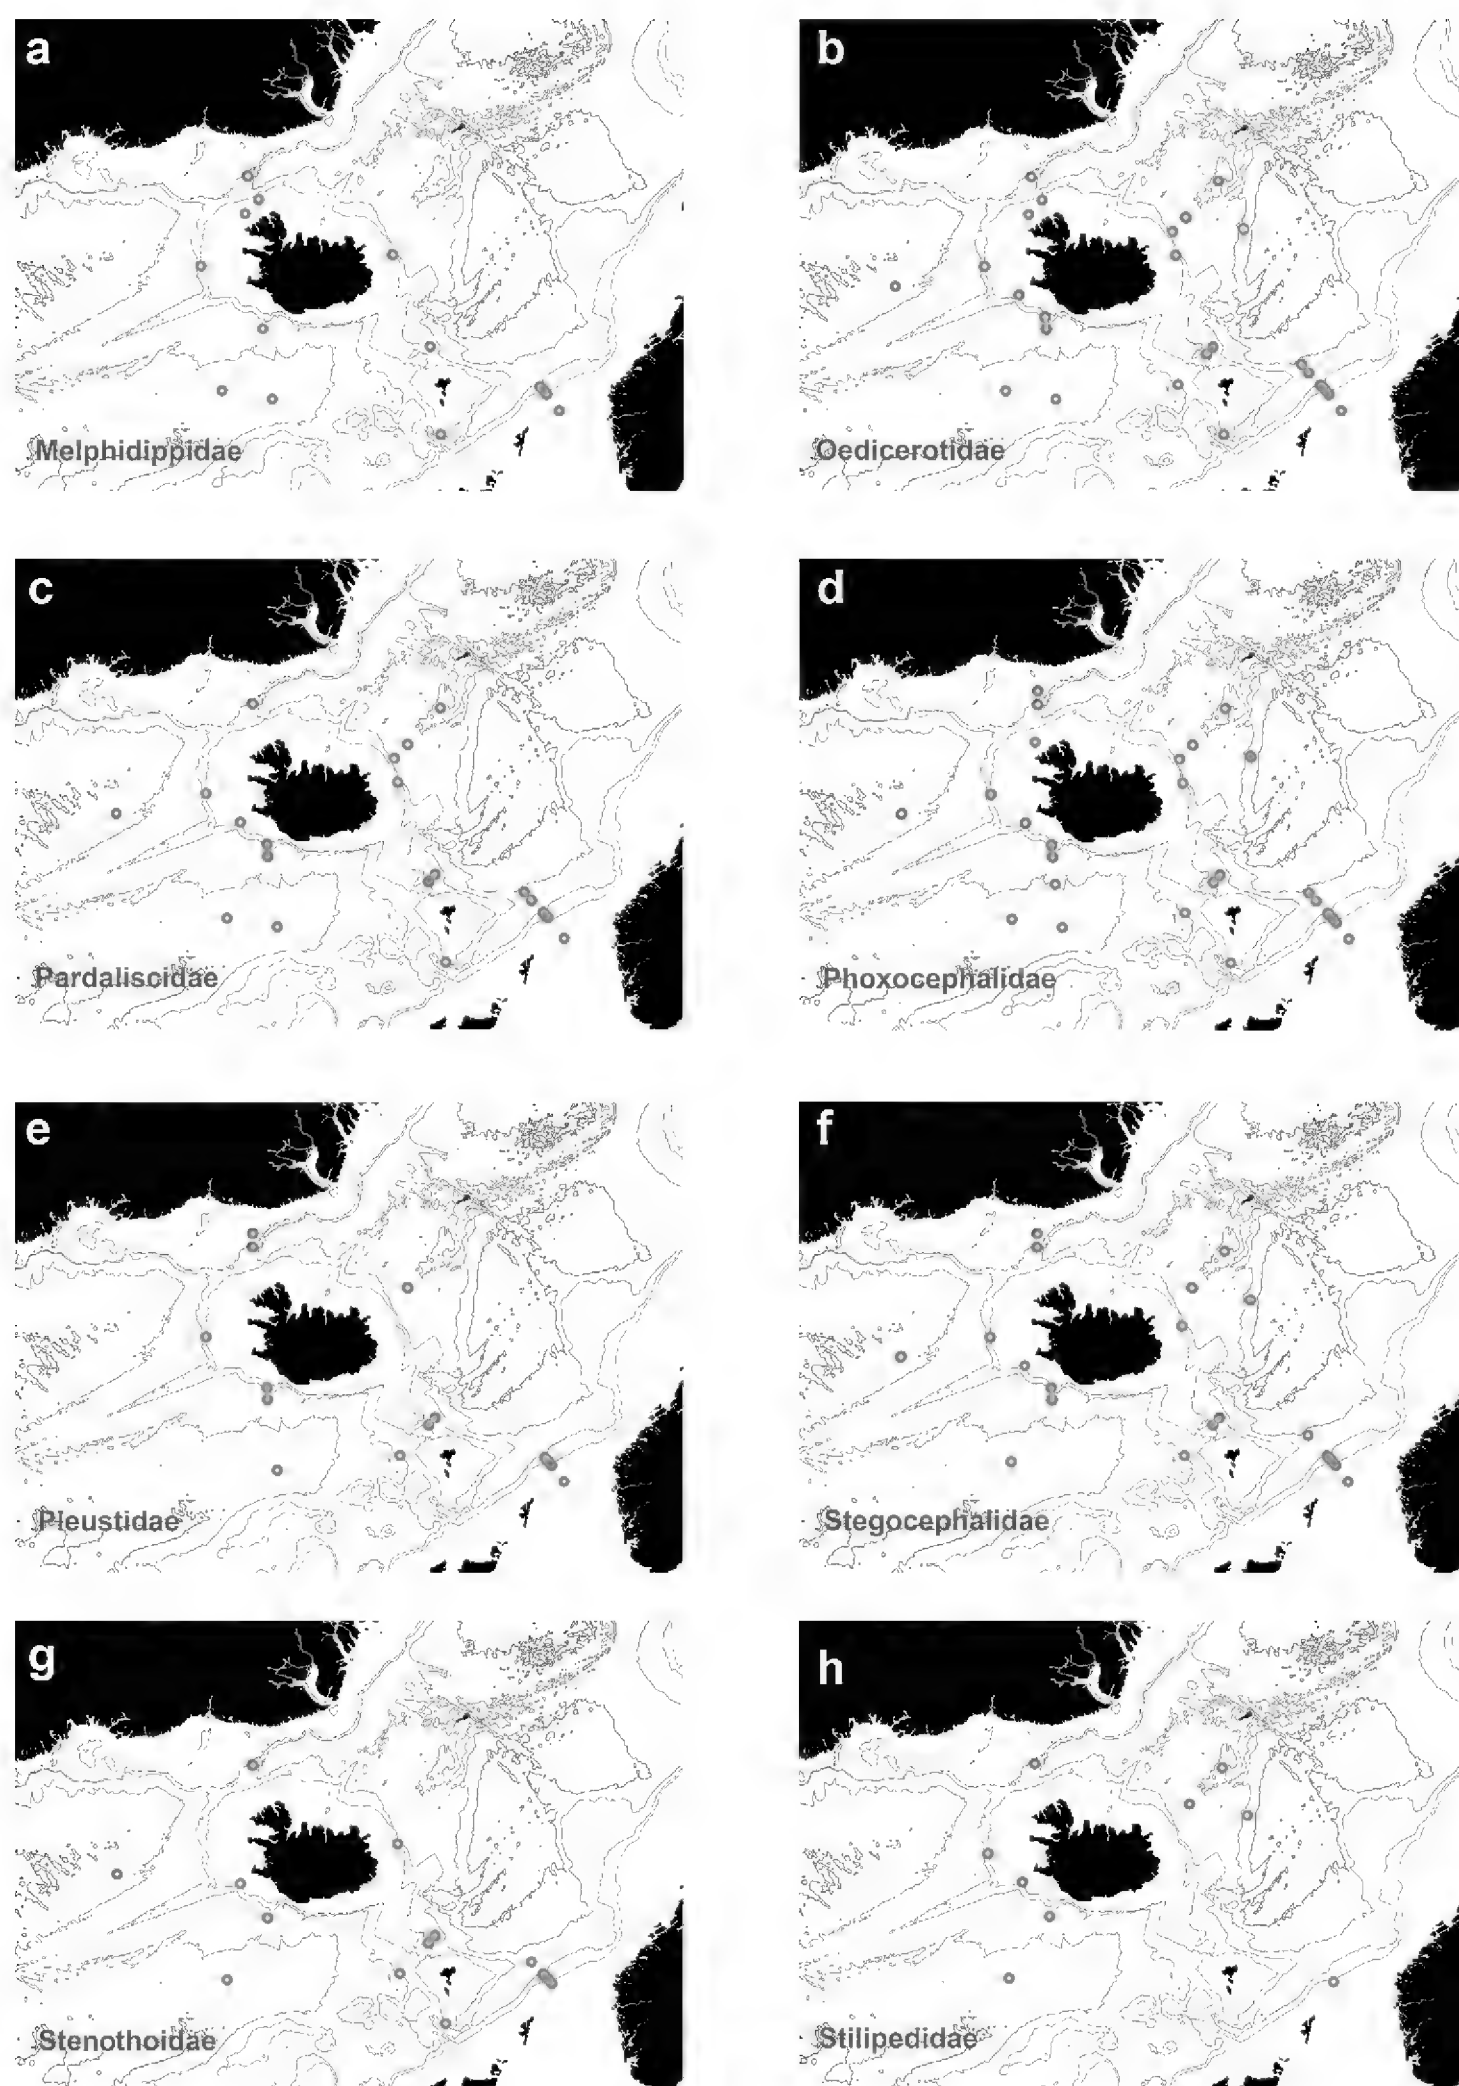 a
b
Melphidippidae
Oedicerotidae
c
d
Pardaliscidae
Phoxocephalidae
e
f
Pleustidae
Stegocephalidae
g
h
Stenothoidae
Stilipedidae